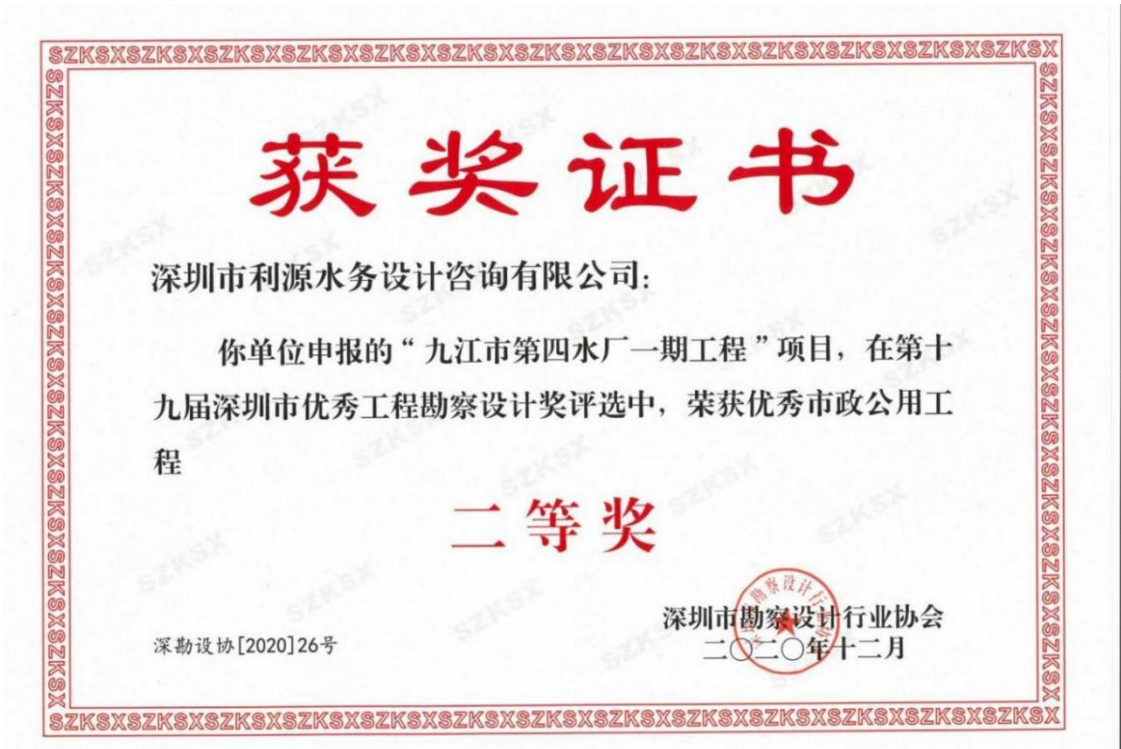 SZKSXSZKSXSZKSXSZKSXSZKSXSZKSXSZKSXSZKSXSZKSXSZKSXSZKSX
获奖证书
深圳市利源水务设计咨询有限公司：
你单位申报的“九江市第四水厂一期工程”项目，在第十
九届深圳市优秀工程勘察设计奖评选中，荣获优秀市政公用工
程
二等奖
深圳市勘察设计行业协会
二〇二〇年十二月
深勘设协[2020]26号
SZKSXSZKSXSZKSXSZKSXSZKSXSZKSXSZKSXSZKSXSZKSXSZKSXSZKSX